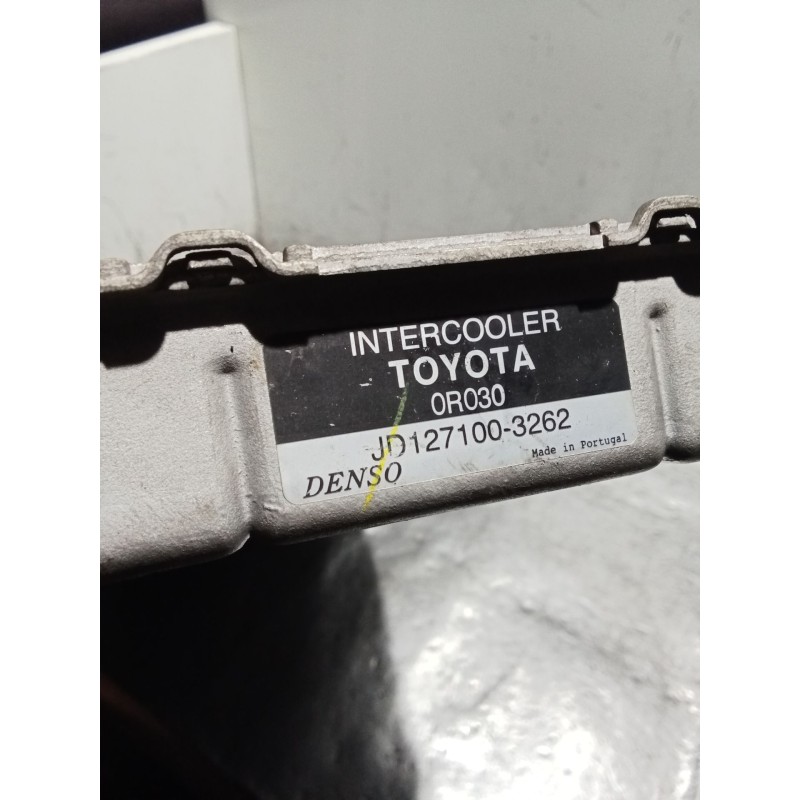 INTERCOOLER
TOYOTA
0R030
JD127100-3262
DENSO Made in Portugal